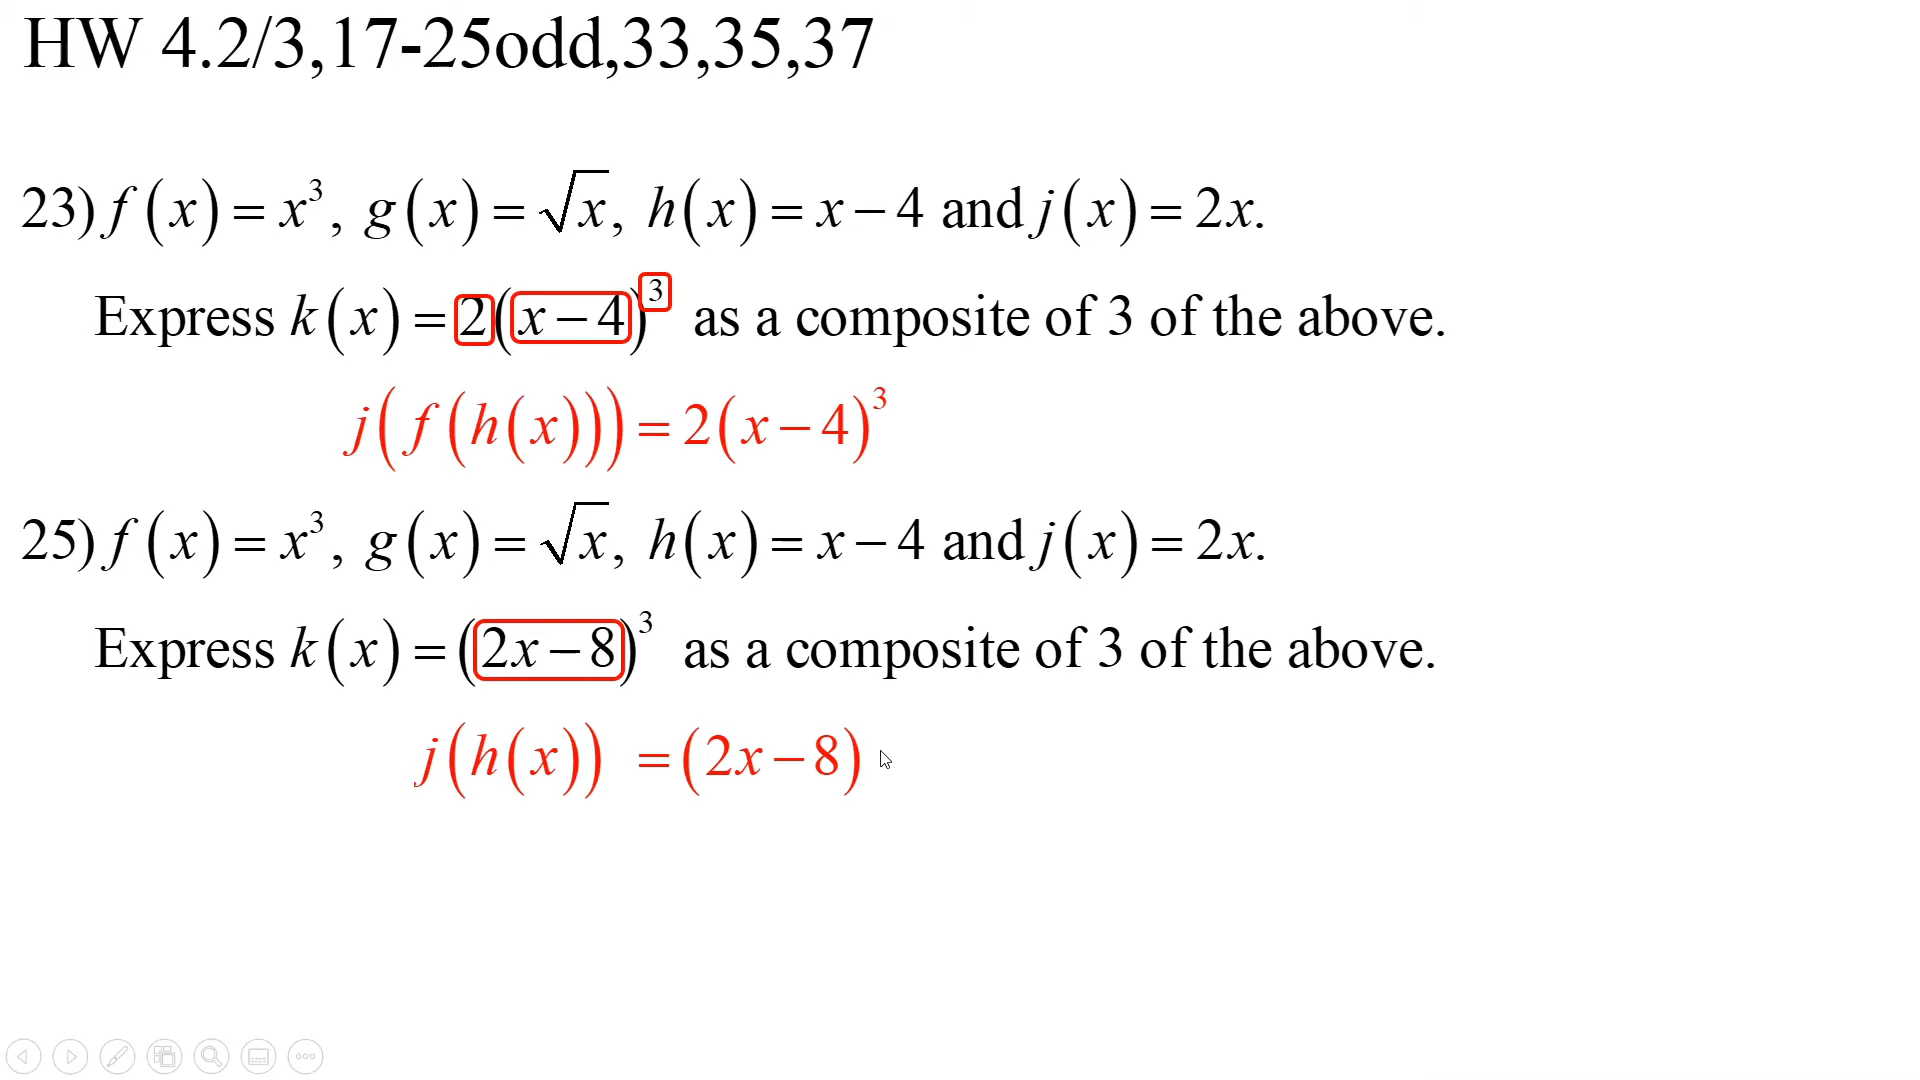 HW 4.2/3,17-25odd,33,35,37
23) f(x) = x³, g(x) = √x, h(x) = x − 4 and j(x) = 2x.
Express k(x) = 2(x − 4)³ as a composite of 3 of the above.
j(f(h(x))) = 2(x − 4)³
25) f(x) = x³, g(x) = √x, h(x) = x − 4 and j(x) = 2x.
Express k(x) = (2x − 8)³ as a composite of 3 of the above.
j(h(x)) = (2x − 8)